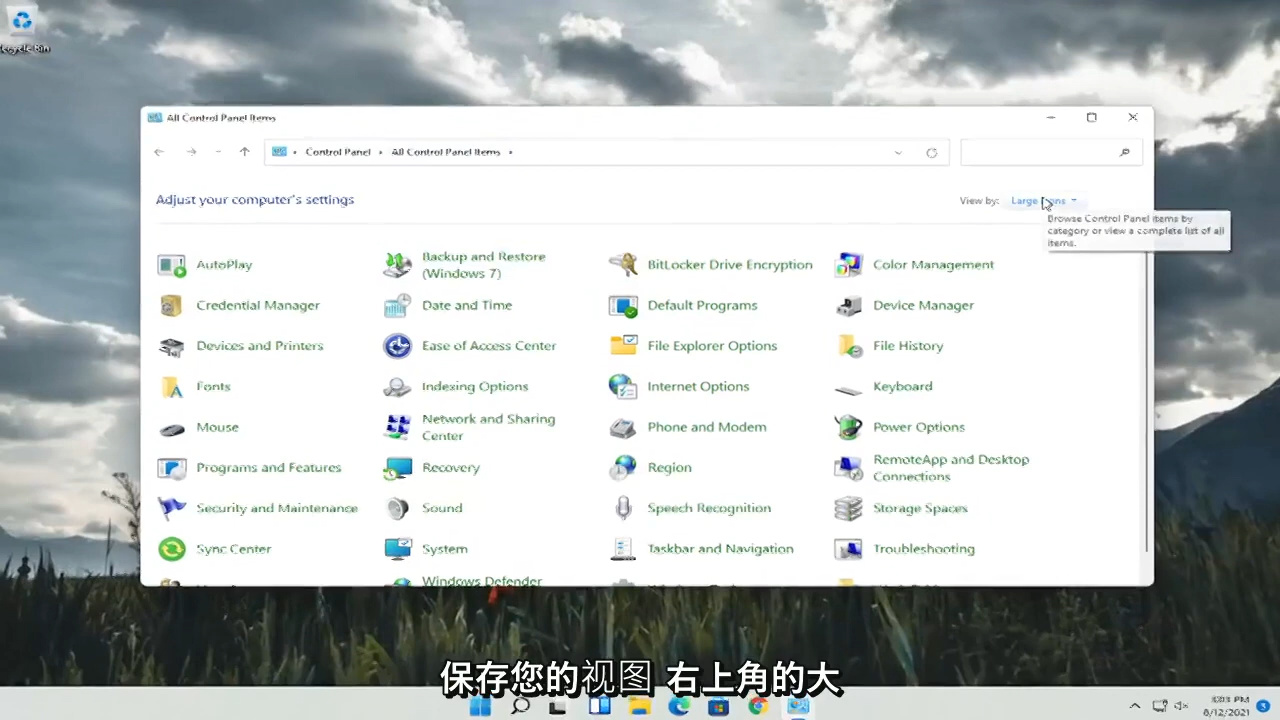 Recycle Bin
All Control Panel Items
Control Panel
All Control Panel Items
Adjust your computer's settings
View by:
Large
Browse Control Panel items by
category or view a complete list of all
items.
AutoPlay
Backup and Restore
(Windows 7)
BitLocker Drive Encryption
Color Management
Credential Manager
Date and Time
Default Programs
Device Manager
Devices and Printers
Ease of Access Center
File Explorer Options
File History
Fonts
Indexing Options
Internet Options
Keyboard
Mouse
Network and Sharing
Center
Phone and Modem
Power Options
Programs and Features
Recovery
Region
RemoteApp and Desktop
Connections
Security and Maintenance
Sound
Speech Recognition
Storage Spaces
Sync Center
System
Taskbar and Navigation
Troubleshooting
Windows Defender
保存您的视图 右上角的大
PM
8/12/2021